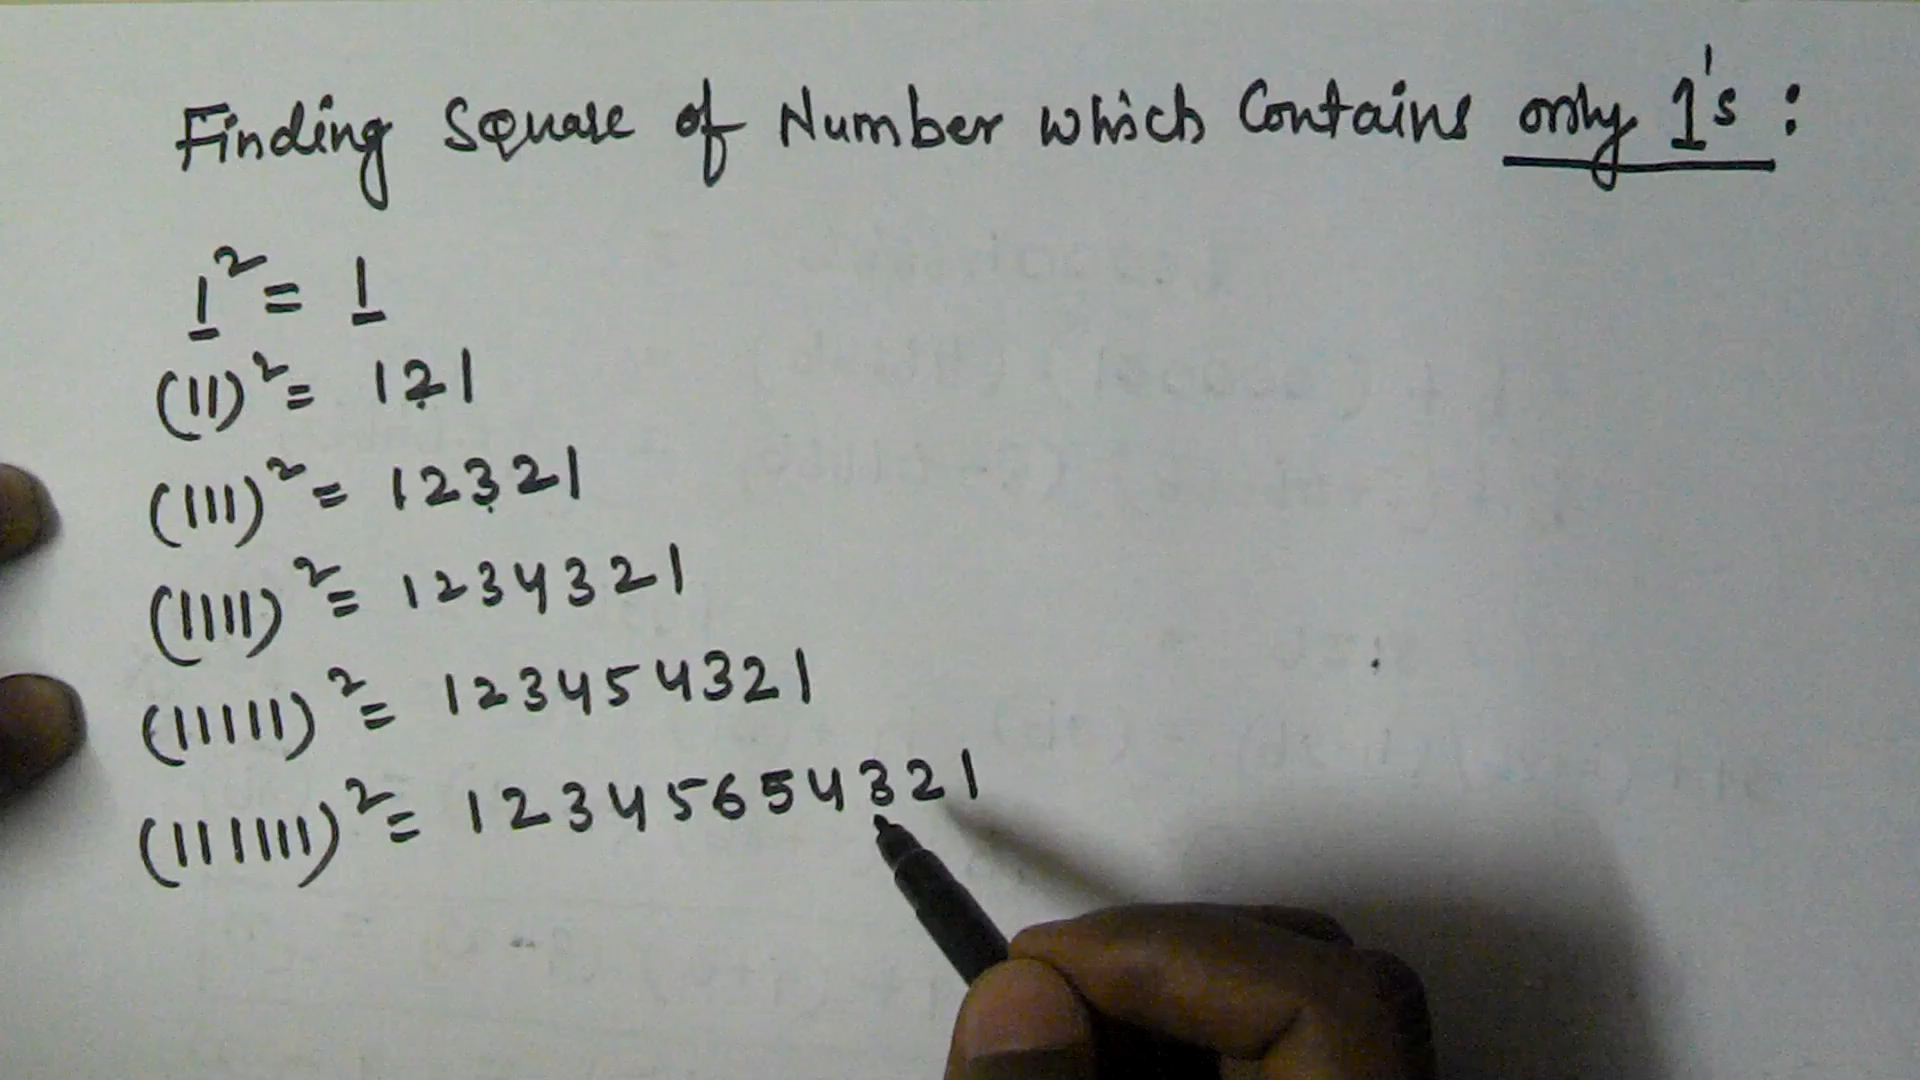 Finding Square of Number which Contains only 1's :
1² = 1
(11)² = 121
(111)² = 12321
(1111)² = 1234321
(11111)² = 123454321
(111111)² = 12345654321